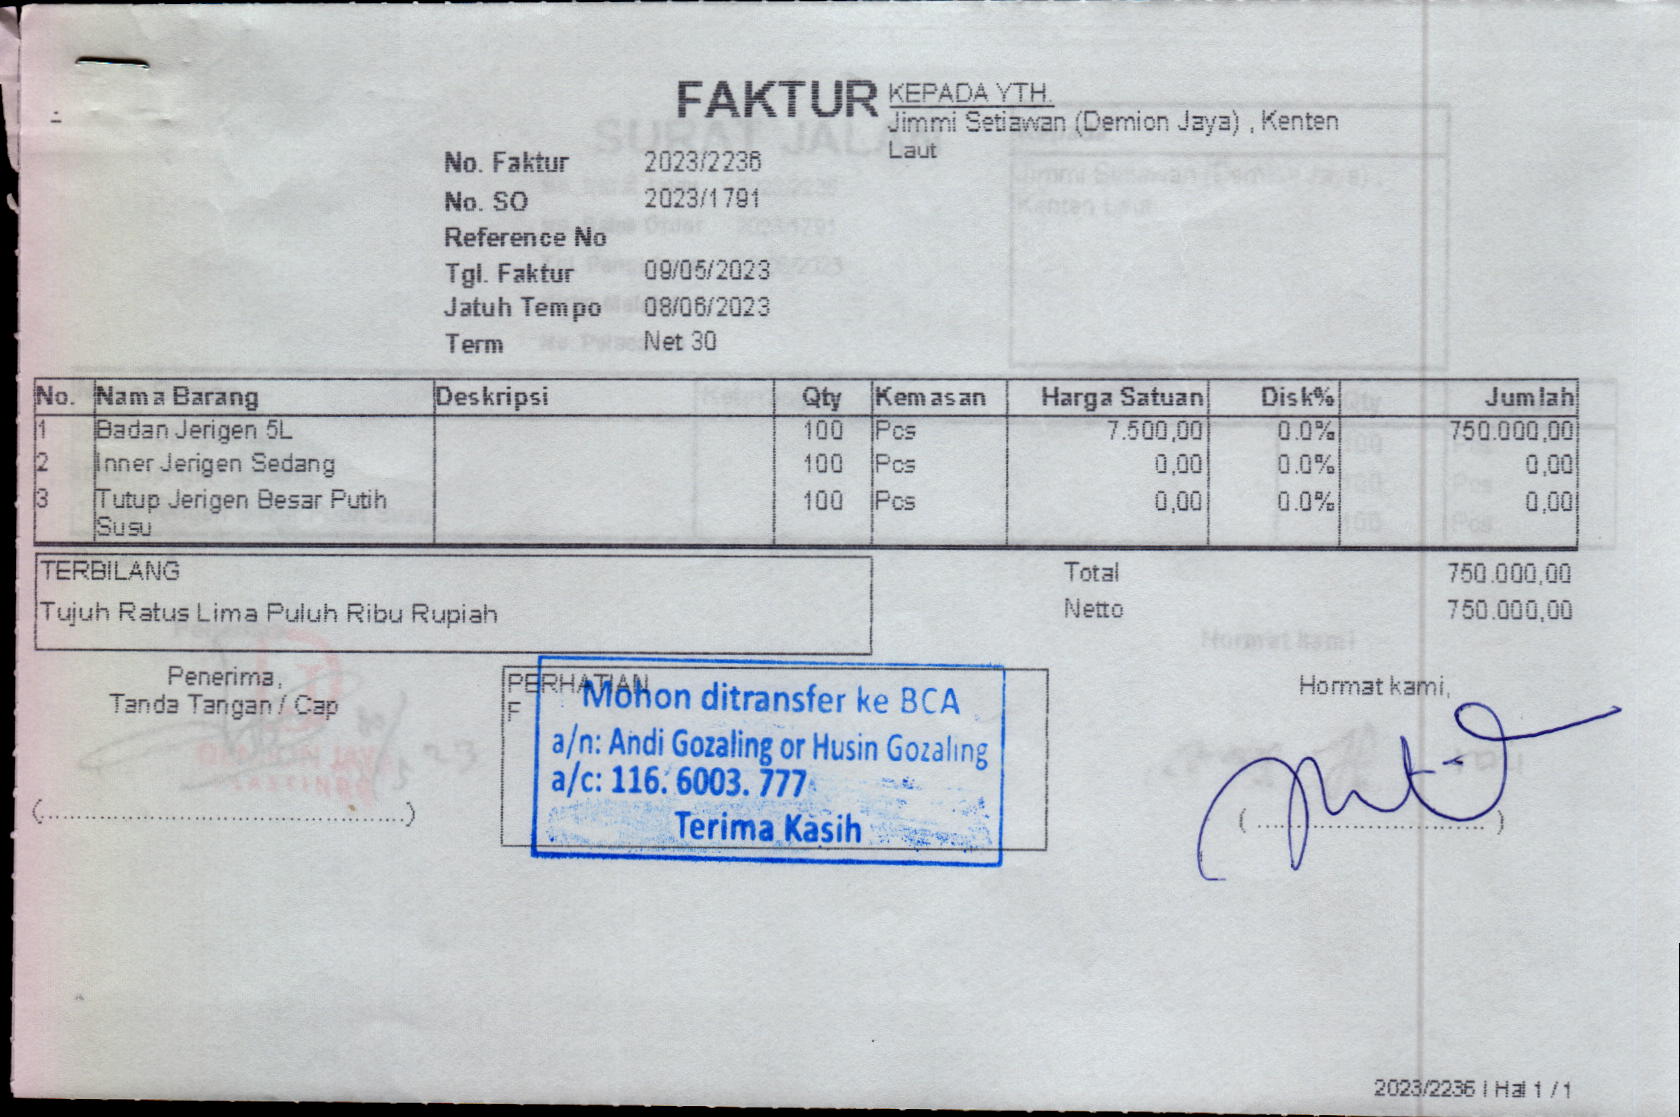 FAKTUR
KEPADA YTH.
Jimmi Setiawan (Demion Jaya) , Kenten
Laut
No. Faktur 2023/2236
No. SO 2023/1791
Reference No
Tgl. Faktur 09/05/2023
Jatuh Tempo 08/06/2023
Term Net 30
No. Nama Barang Deskripsi Qty Kemasan Harga Satuan Disk% Jumlah
1 Badan Jerigen 5L 100 Pcs 7.500,00 0.0% 750.000,00
2 Inner Jerigen Sedang 100 Pcs 0,00 0.0% 0,00
3 Tutup Jerigen Besar Putih 100 Pcs 0,00 0.0% 0,00
Susu
TERBILANG
Tujuh Ratus Lima Puluh Ribu Rupiah
Total 750.000,00
Netto 750.000,00
Penerima,
Tanda Tangan / Cap
(..................................................)
PERHATIAN
F
Mohon ditransfer ke BCA
a/n: Andi Gozaling or Husin Gozaling
a/c: 116. 6003. 777
Terima Kasih
Hormat kami,
( ................................ )
2023/2236 | Hal 1 / 1